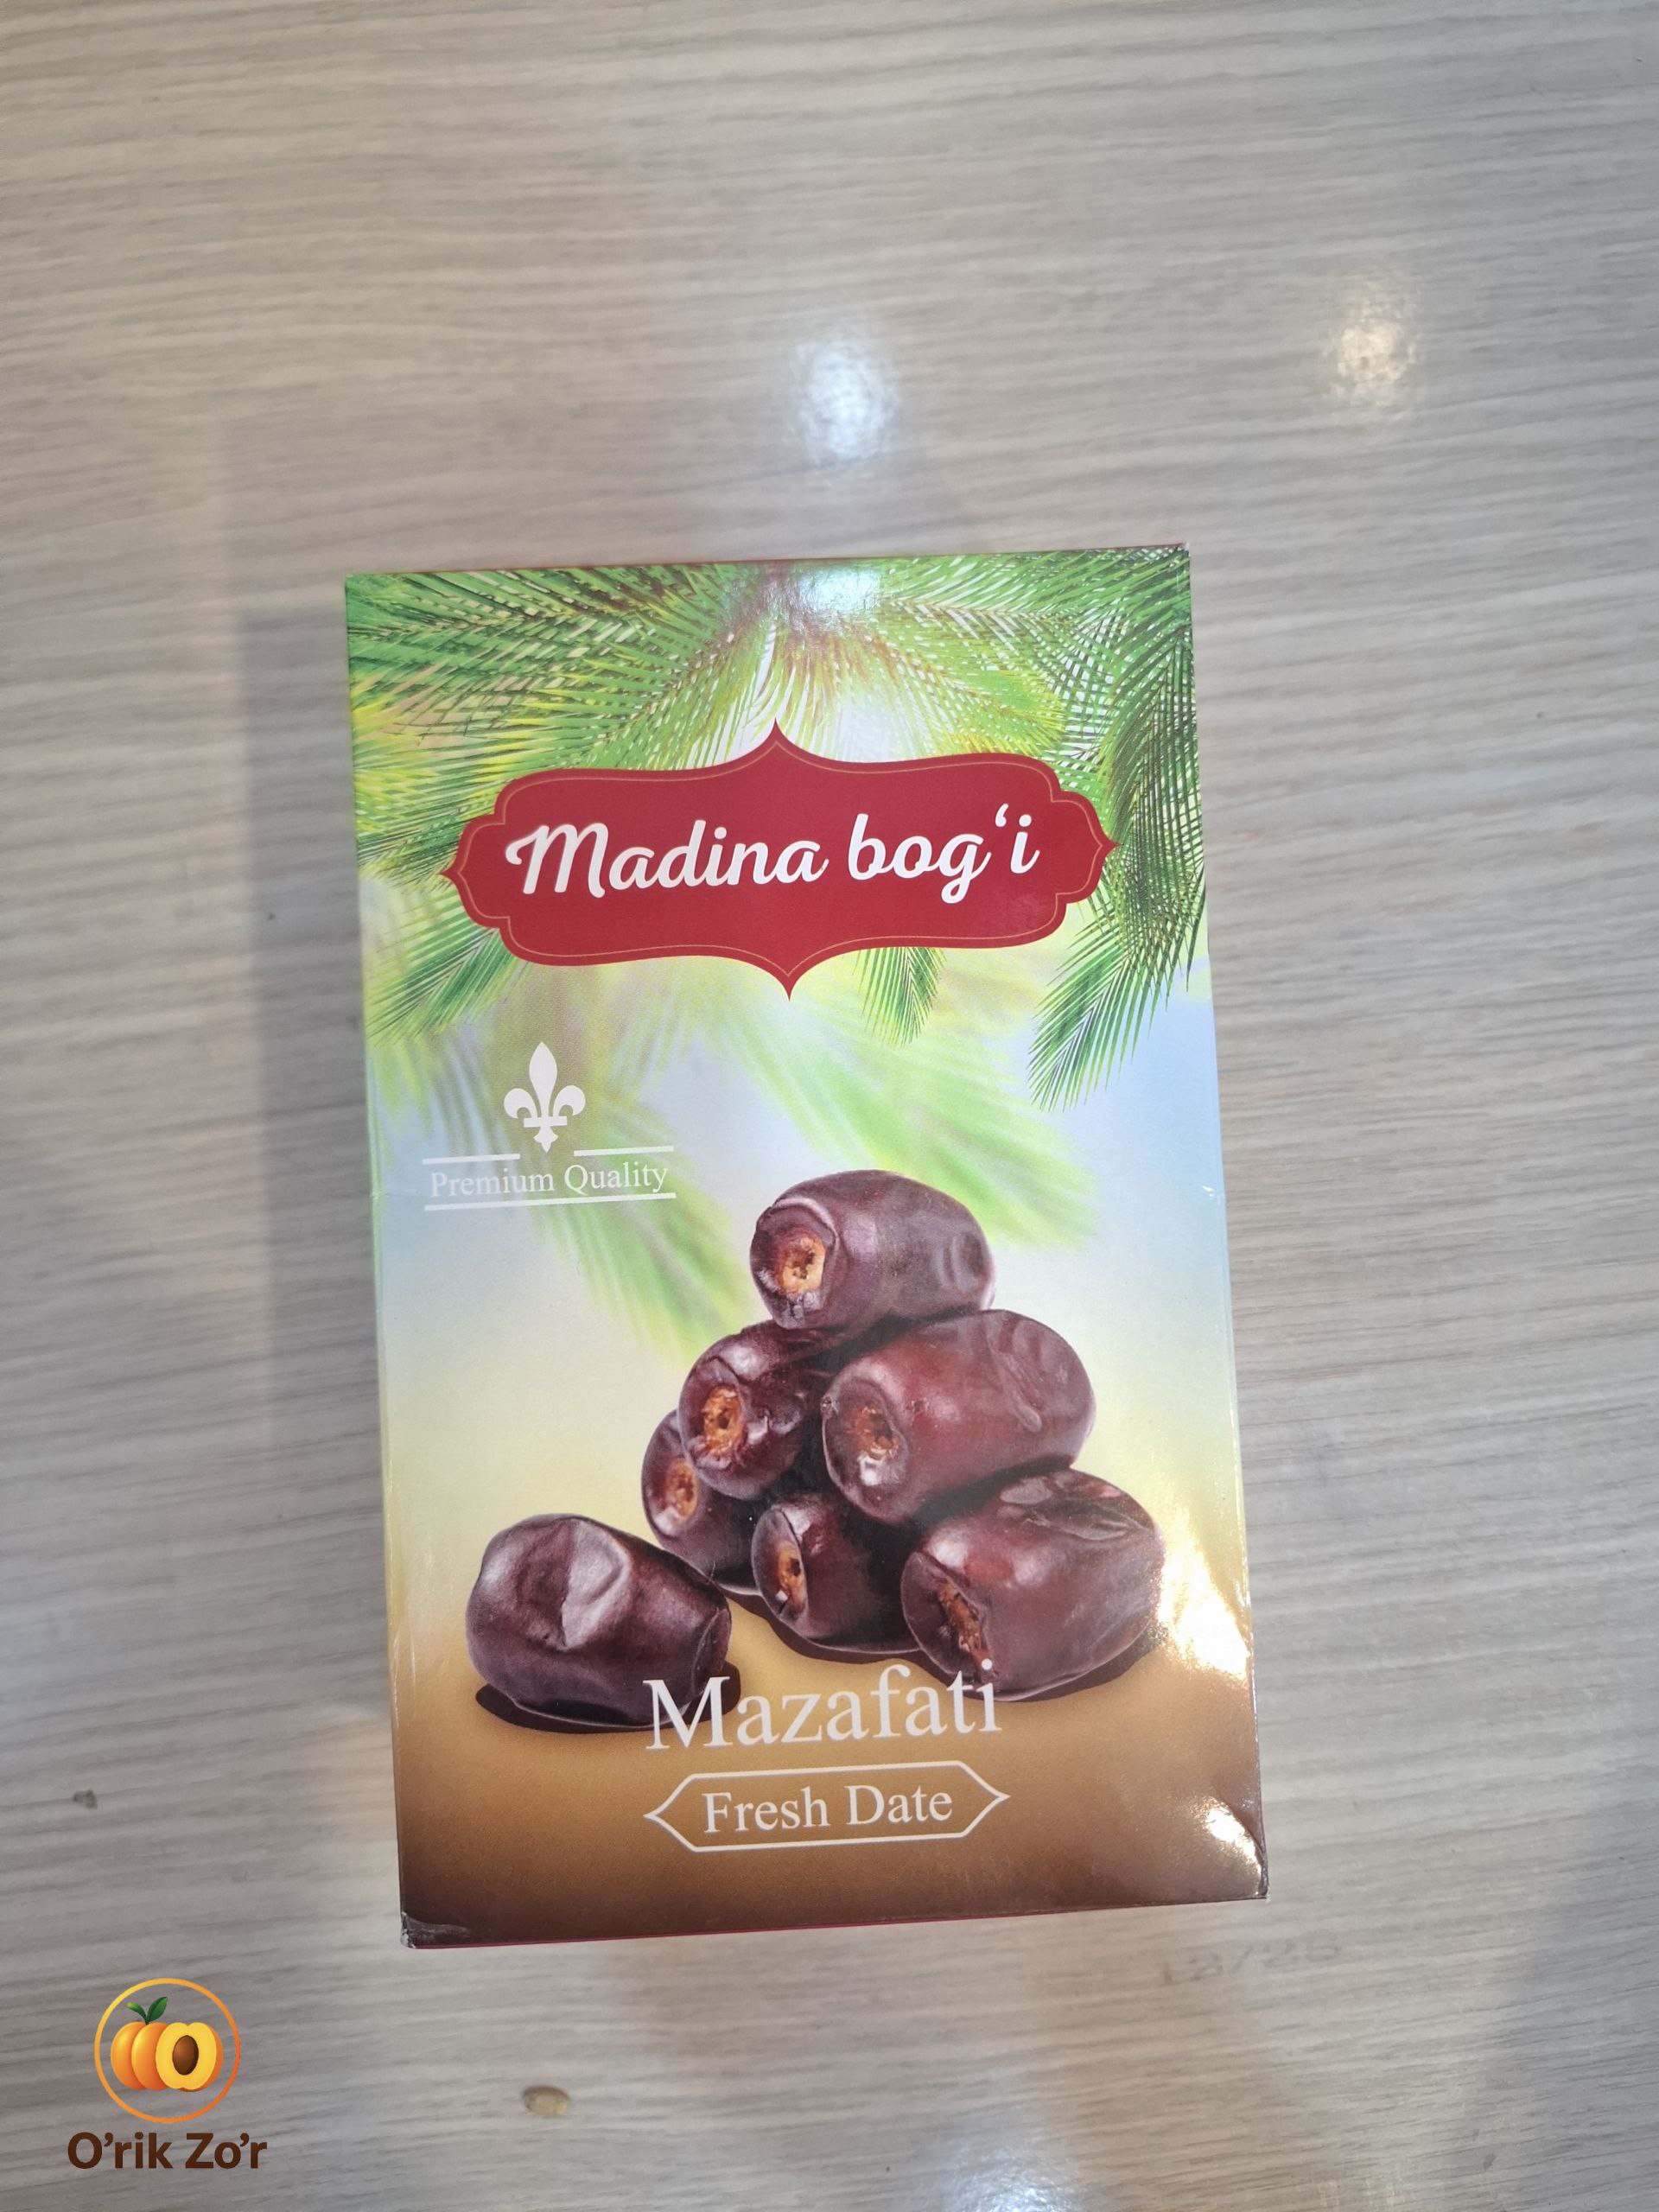 Madina bog‘i
Premium Quality
Mazafati
Fresh Date
O’rik Zo’r